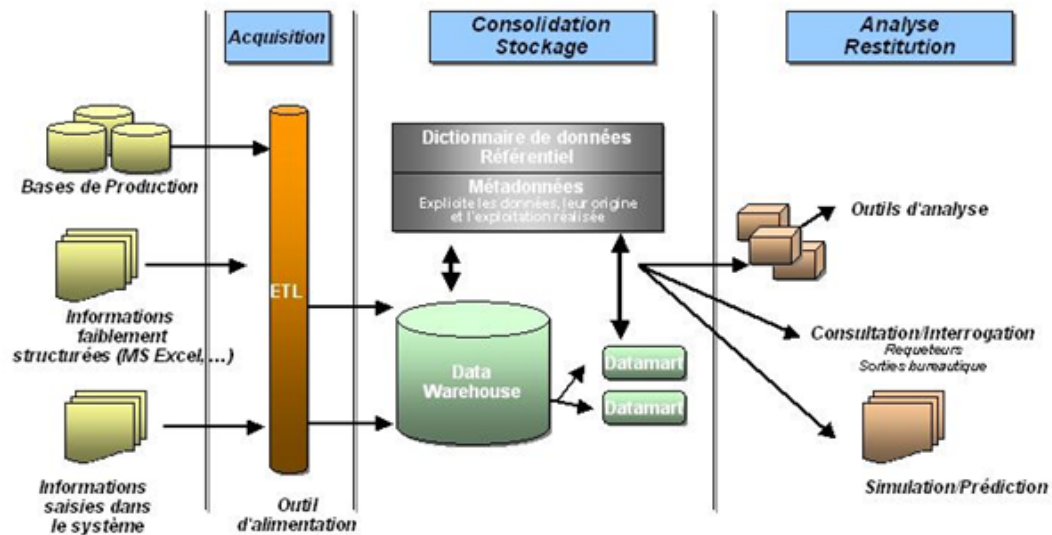 Acquisition
Consolidation
Stockage
Analyse
Restitution
Bases de Production
Informations
faiblement
structurées (MS Excel, ...)
Informations
saisies dans
le système
ETL
Outil
d'alimentation
Dictionnaire de données
Référentiel
Métadonnées
Explicite les données, leur origine
et l'exploitation réalisée
Data
Warehouse
Datamart
Datamart
Outils d'analyse
Consultation/Interrogation
Requeteurs
Sorties bureautique
Simulation/Prédiction